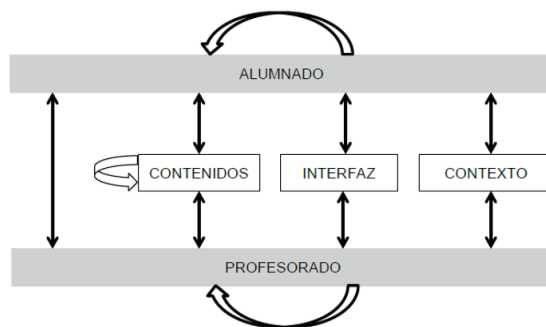 ALUMNADO
CONTENIDOS
INTERFAZ
CONTEXTO
PROFESORADO